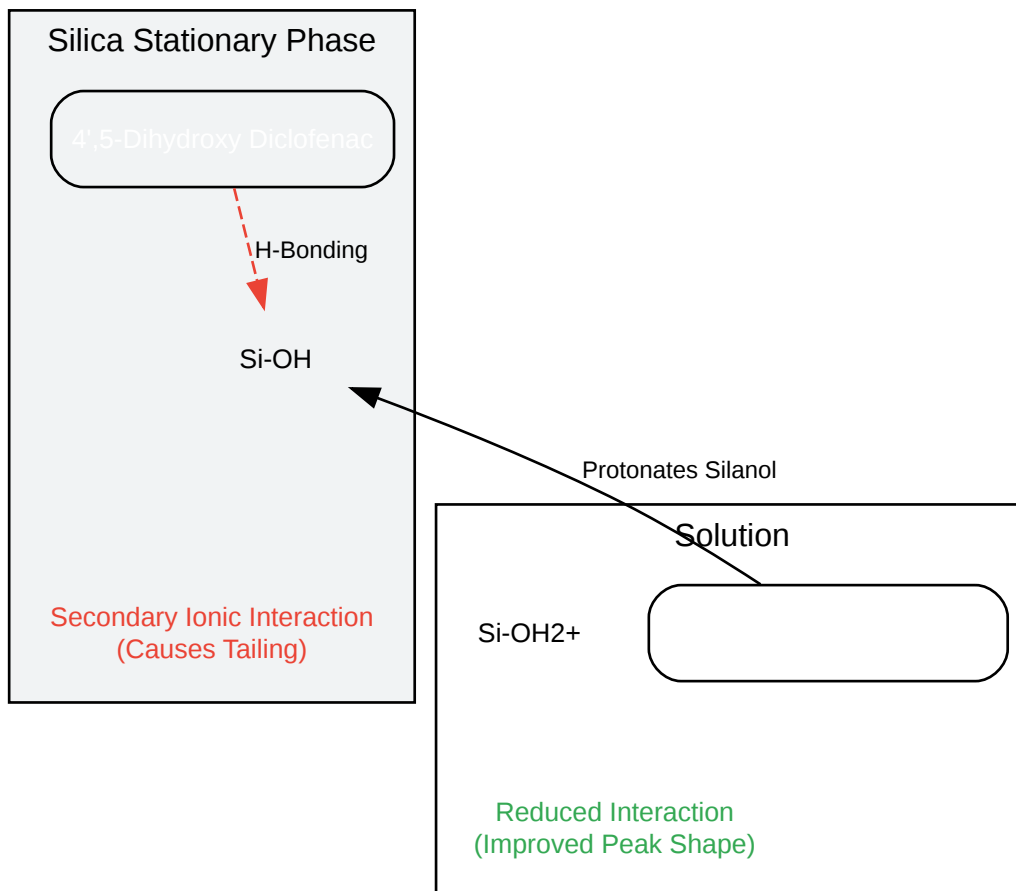 Silica Stationary Phase
4',5-Dihydroxy Diclofenac
H-Bonding
Si-OH
Secondary Ionic Interaction
(Causes Tailing)
Protonates Silanol
Solution
Si-OH2+
Reduced Interaction
(Improved Peak Shape)